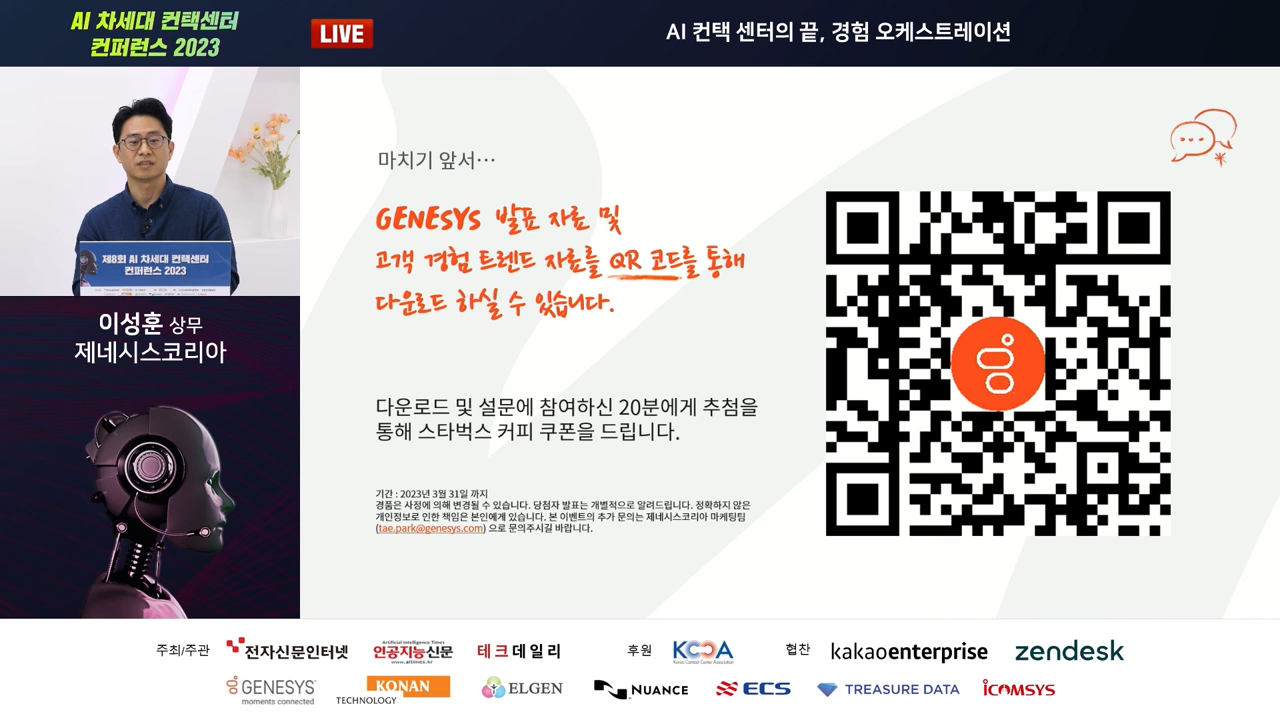 AI 차세대 컨택센터
컨퍼런스 2023
LIVE
AI 컨택 센터의 끝, 경험 오케스트레이션
제8회 AI 차세대 컨택센터
컨퍼런스 2023
이성훈 상무
제네시스코리아
마치기 앞서…
GENESYS 발표 자료 및
고객 경험 트렌드 자료를 QR 코드를 통해
다운로드 하실 수 있습니다.
다운로드 및 설문에 참여하신 20분에게 추첨을
통해 스타벅스 커피 쿠폰을 드립니다.
기간 : 2023년 3월 31일 까지
경품은 사정에 의해 변경될 수 있습니다. 당첨자 발표는 개별적으로 알려드립니다. 정확하지 않은
개인정보로 인한 책임은 본인에게 있습니다. 본 이벤트의 추가 문의는 제네시스코리아 마케팅팀
(tae.park@genesys.com) 으로 문의주시길 바랍니다.
주최/주관
전자신문인터넷
Artificial Intelligence Times
인공지능신문
www.aitimes.kr
테크데일리
후원
KCCA
Korea Contact Center Association
협찬
kakaoenterprise
zendesk
GENESYS
moments connected
KONAN
TECHNOLOGY
ELGEN
NUANCE
ECS
TREASURE DATA
iCOMSYS